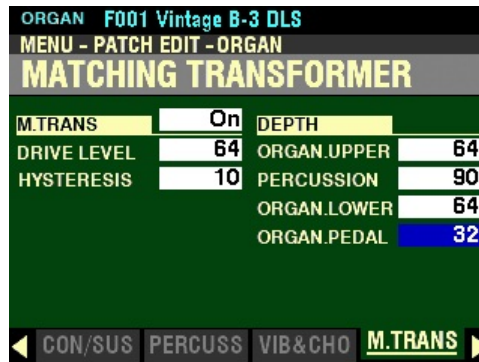 ORGAN F001 Vintage B-3 DLS
MENU - PATCH EDIT - ORGAN
MATCHING TRANSFORMER
M.TRANS On
DRIVE LEVEL 64
HYSTERESIS 10
DEPTH
ORGAN.UPPER 64
PERCUSSION 90
ORGAN.LOWER 64
ORGAN.PEDAL 32
CON/SUS PERCUSS VIB&CHO M.TRANS